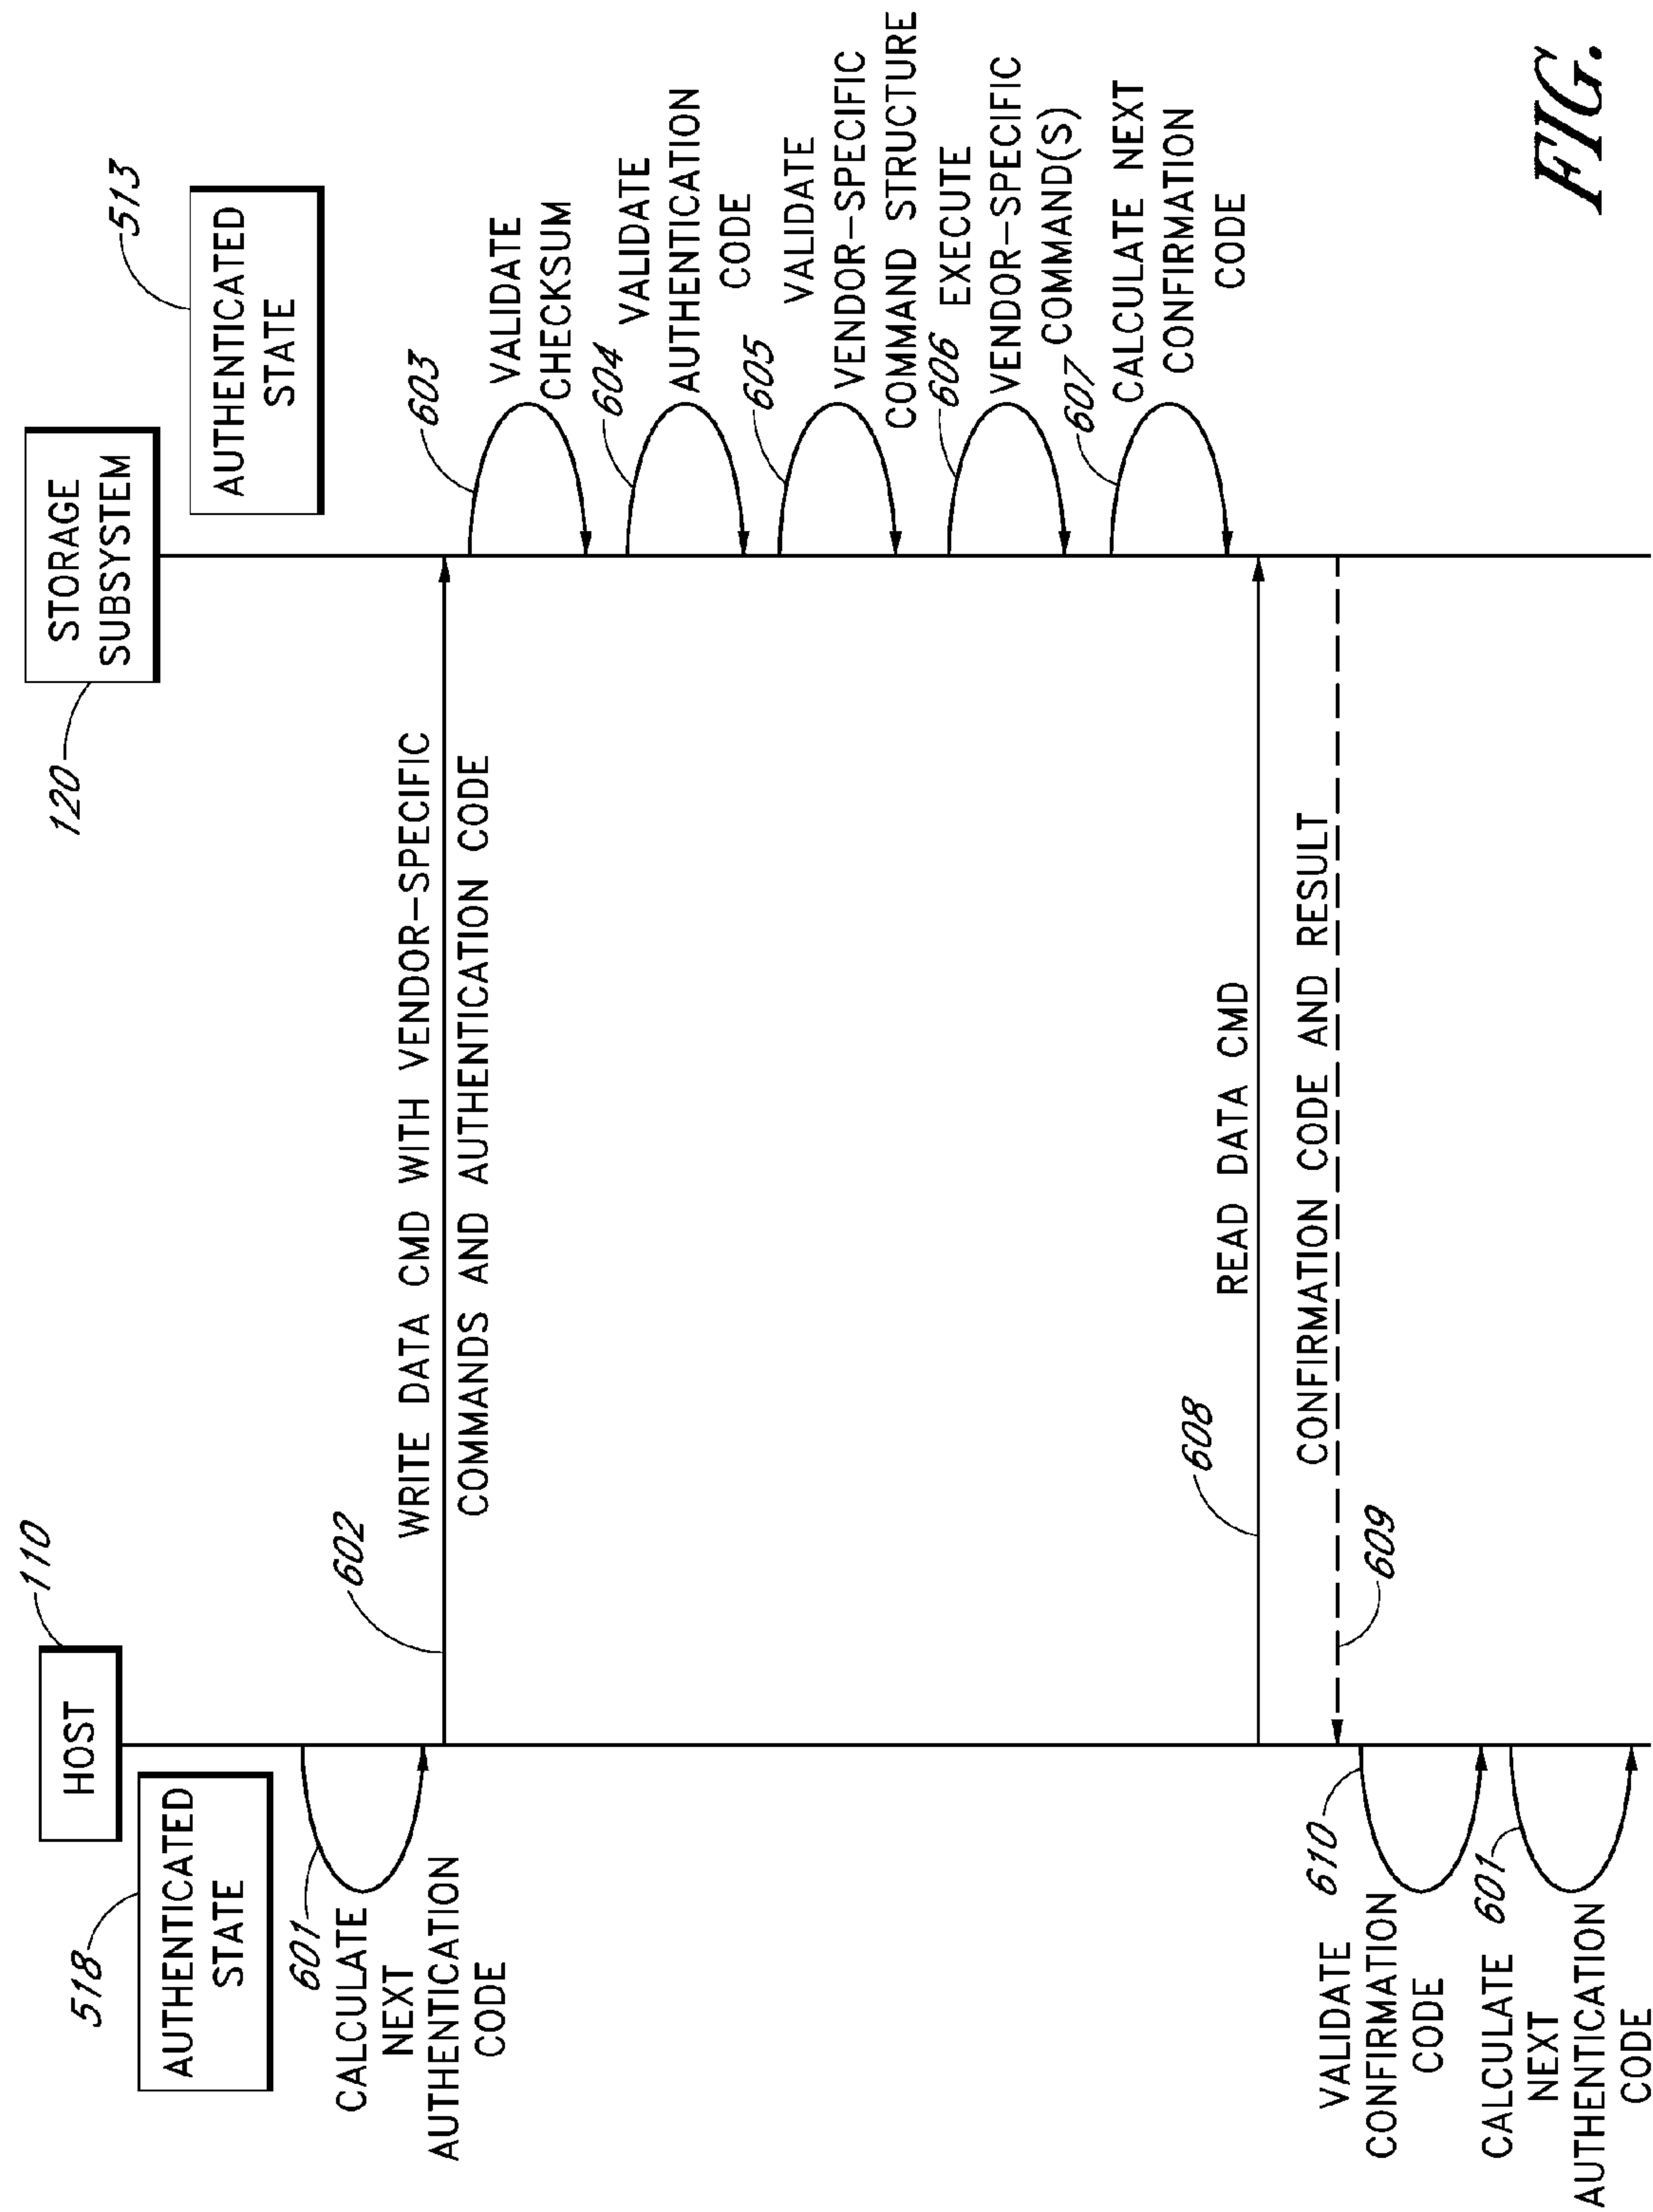 110
HOST
518
AUTHENTICATED
STATE
120
STORAGE
SUBSYSTEM
513
AUTHENTICATED
STATE
601
CALCULATE
NEXT
AUTHENTICATION
CODE
602
WRITE DATA CMD WITH VENDOR-SPECIFIC
COMMANDS AND AUTHENTICATION CODE
603
VALIDATE
CHECKSUM
604
VALIDATE
AUTHENTICATION
CODE
605
VALIDATE
VENDOR-SPECIFIC
COMMAND STRUCTURE
606
EXECUTE
VENDOR-SPECIFIC
COMMAND(S)
607
CALCULATE NEXT
CONFIRMATION
CODE
608
READ DATA CMD
CONFIRMATION CODE AND RESULT
609
610
VALIDATE
CONFIRMATION
CODE
601
CALCULATE
NEXT
AUTHENTICATION
CODE
FIG.